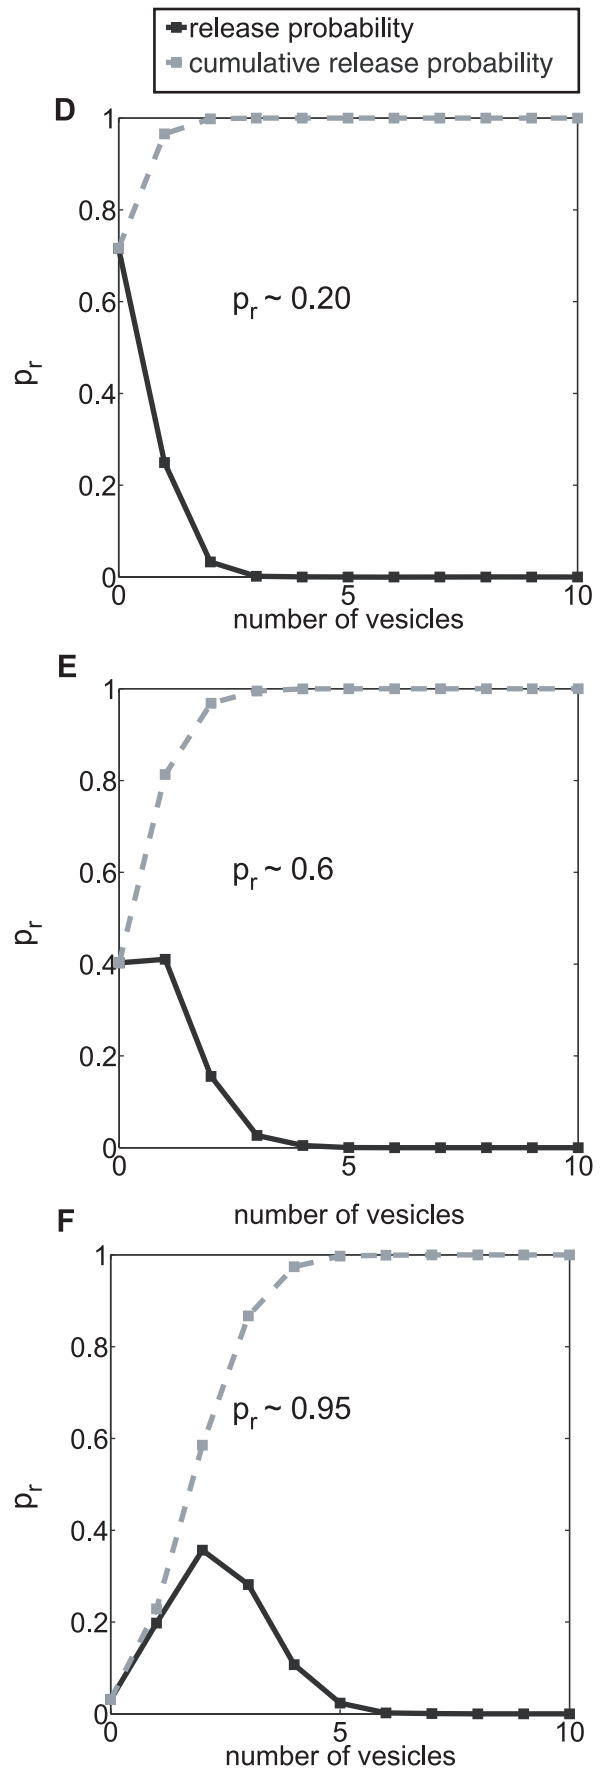 release probability
cumulative release probability
D
1
0.8
0.6
0.4
0.2
0
p_r
p_r ~ 0.20
0 5 10
number of vesicles
E
1
0.8
0.6
0.4
0.2
0
p_r
p_r ~ 0.6
0 5 10
number of vesicles
F
1
0.8
0.6
0.4
0.2
0
p_r
p_r ~ 0.95
0 5 10
number of vesicles